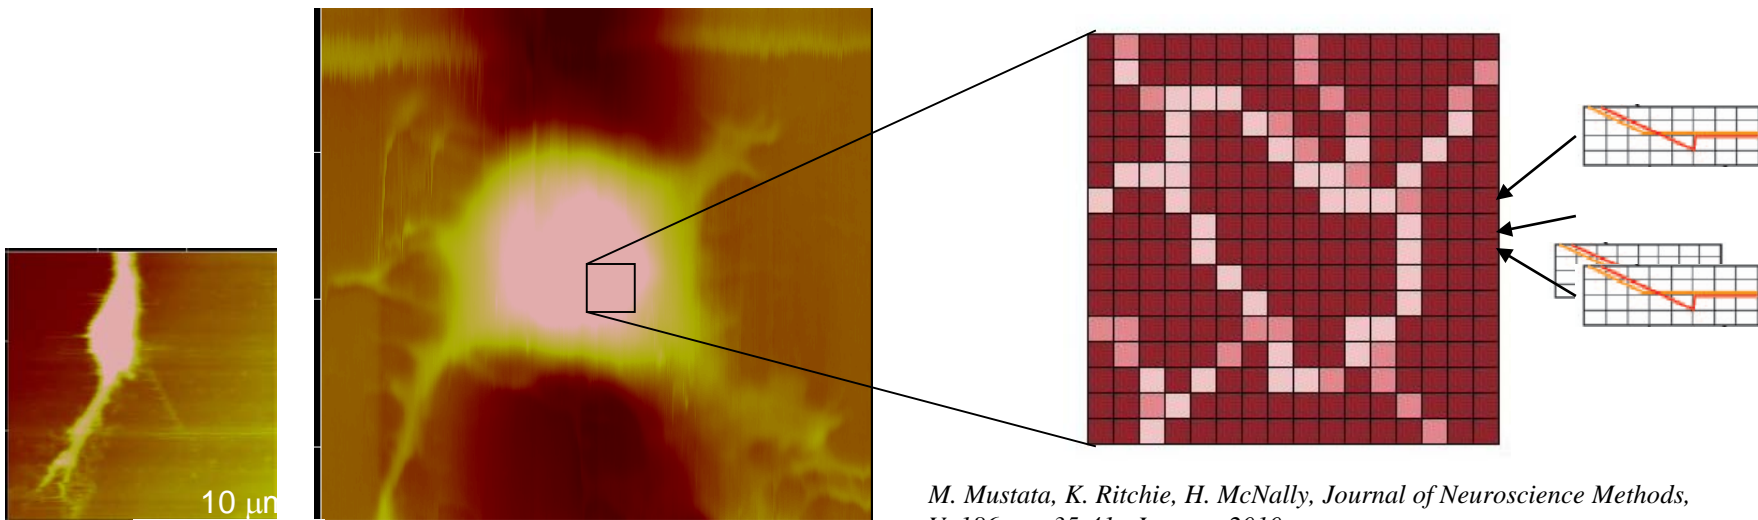 10 μm
M. Mustata, K. Ritchie, H. McNally, Journal of Neuroscience Methods,